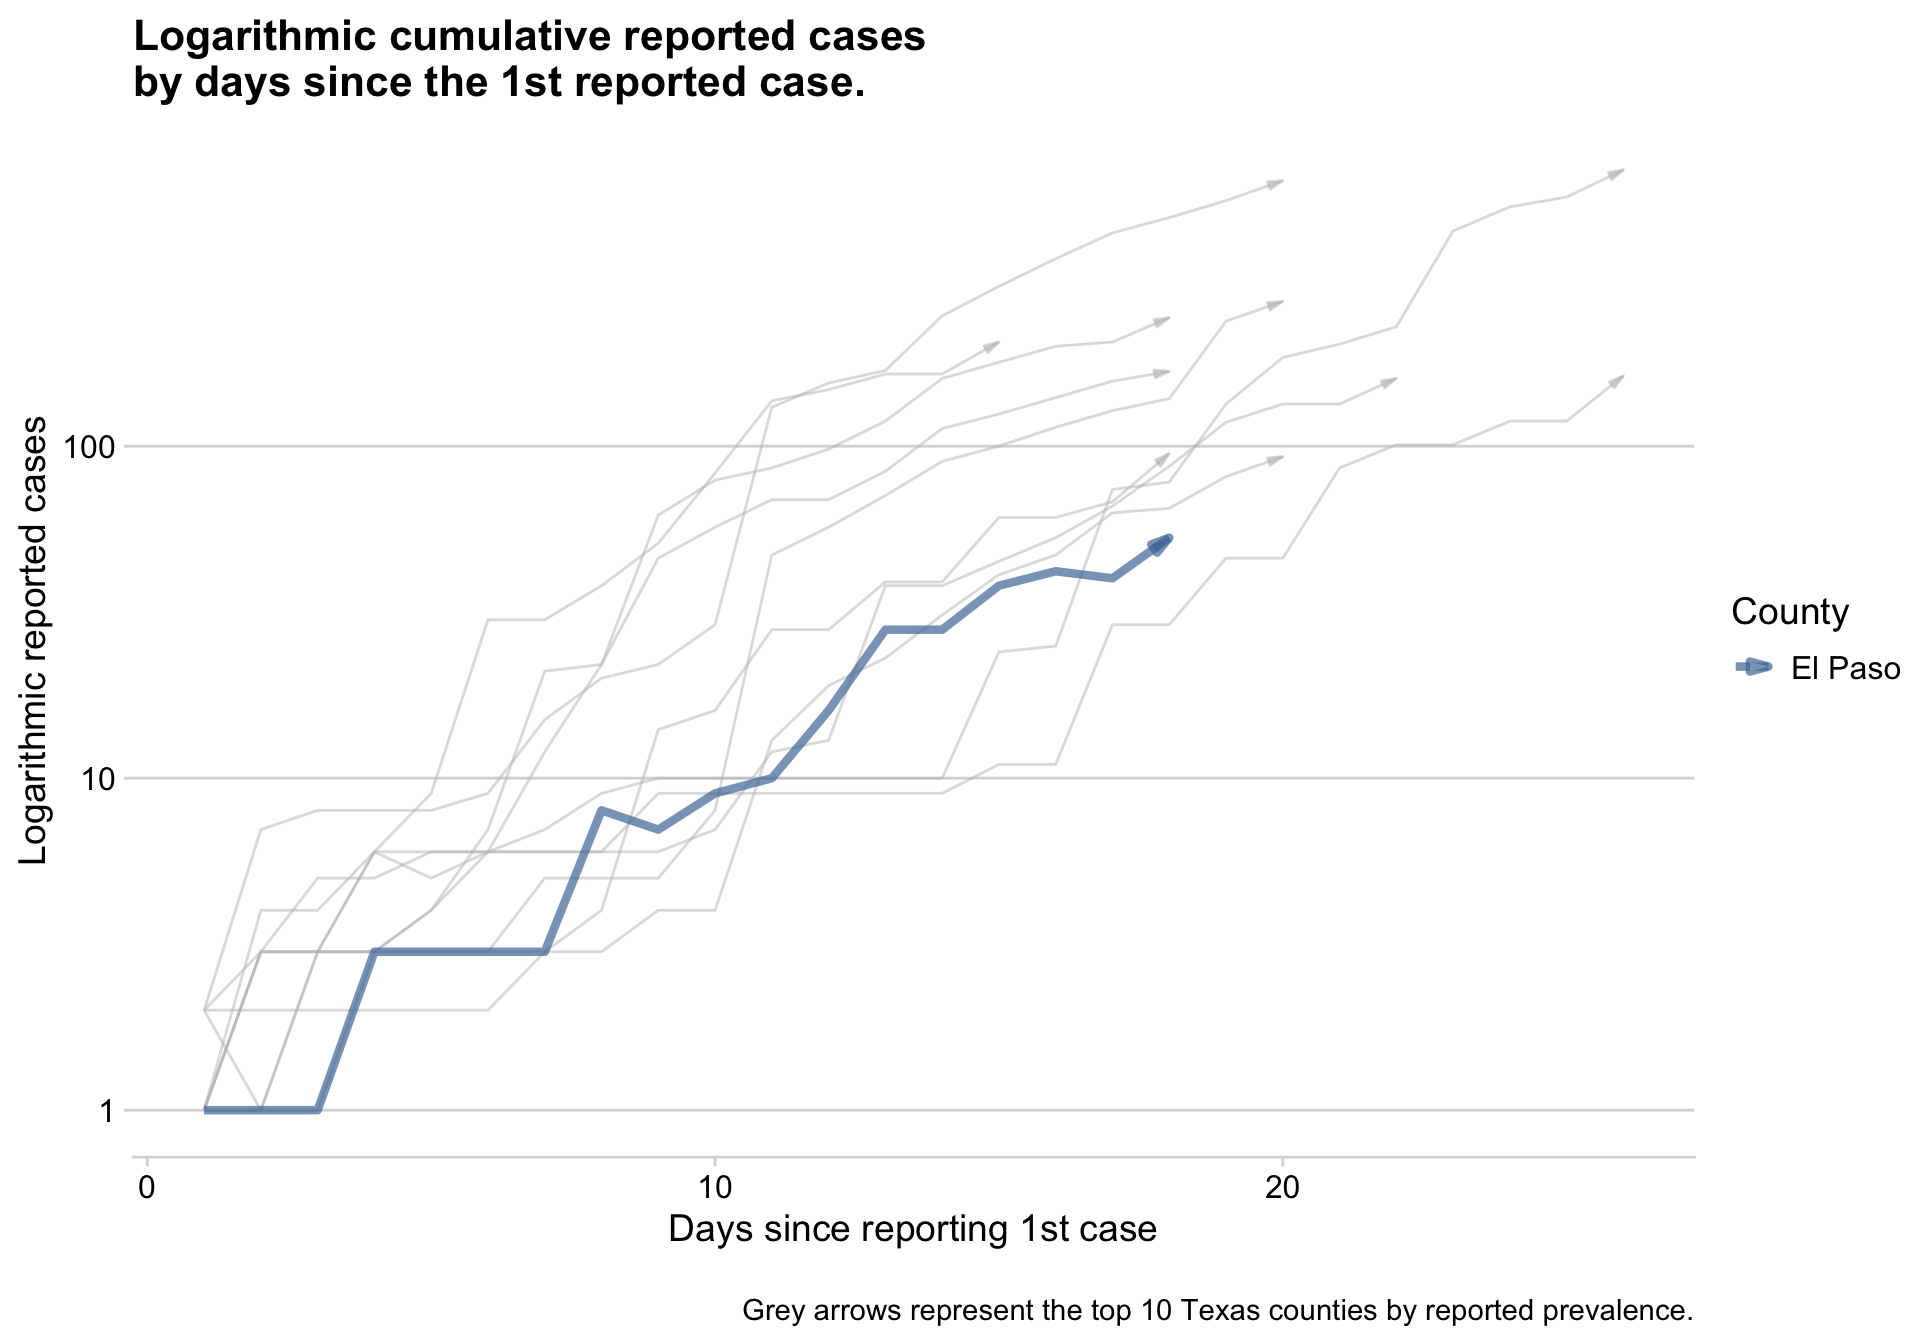 Logarithmic cumulative reported cases
by days since the 1st reported case.
Logarithmic reported cases
100
10
1
0
10
20
Days since reporting 1st case
County
El Paso
Grey arrows represent the top 10 Texas counties by reported prevalence.